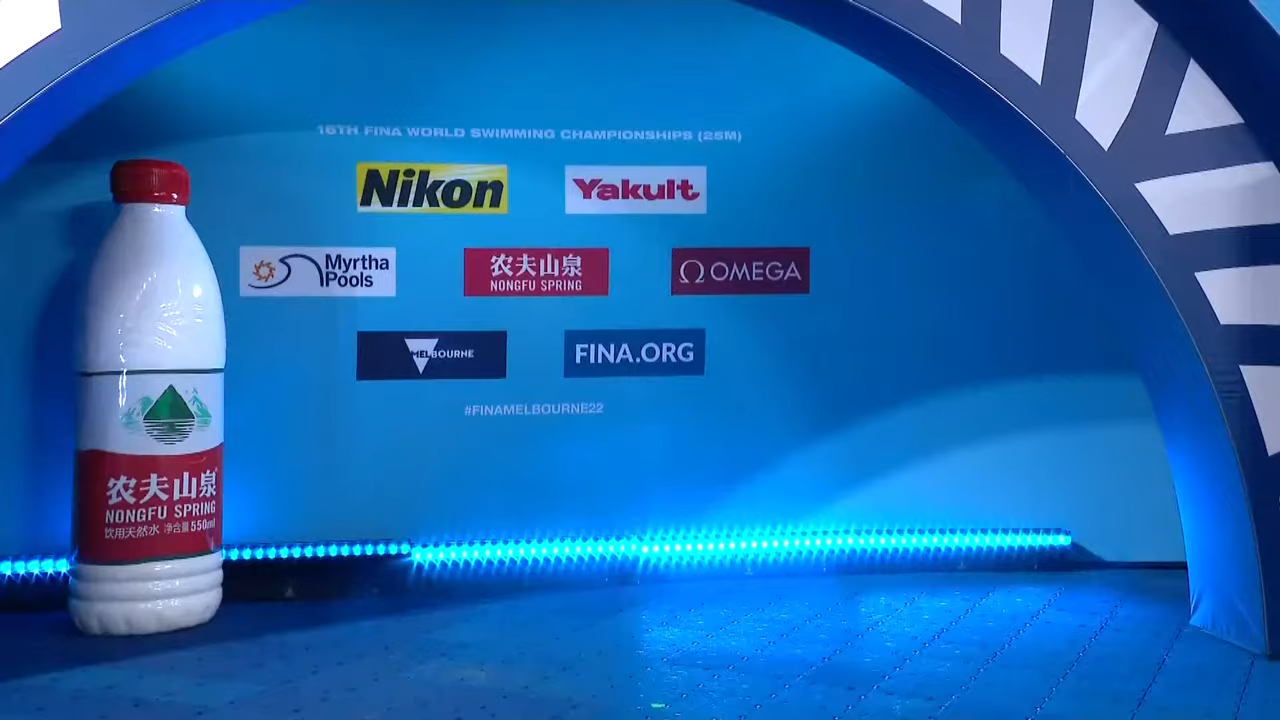 16TH FINA WORLD SWIMMING CHAMPIONSHIPS (25M)
Nikon
Yakult
Myrtha
Pools
农夫山泉
NONGFU SPRING
Ω OMEGA
MELBOURNE
FINA.ORG
#FINAMELBOURNE22
农夫山泉
NONGFU SPRING
饮用天然水 净含量550ml